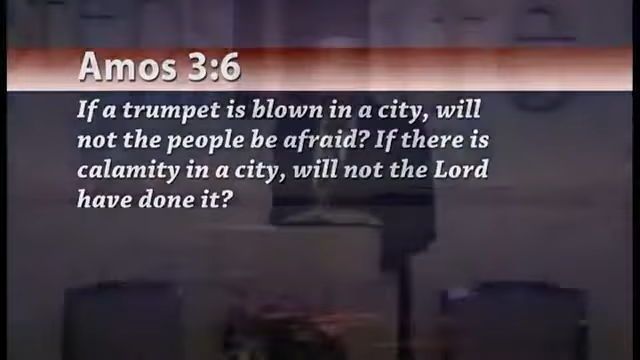 Amos 3:6
If a trumpet is blown in a city, will
not the people be afraid? If there is
calamity in a city, will not the Lord
have done it?